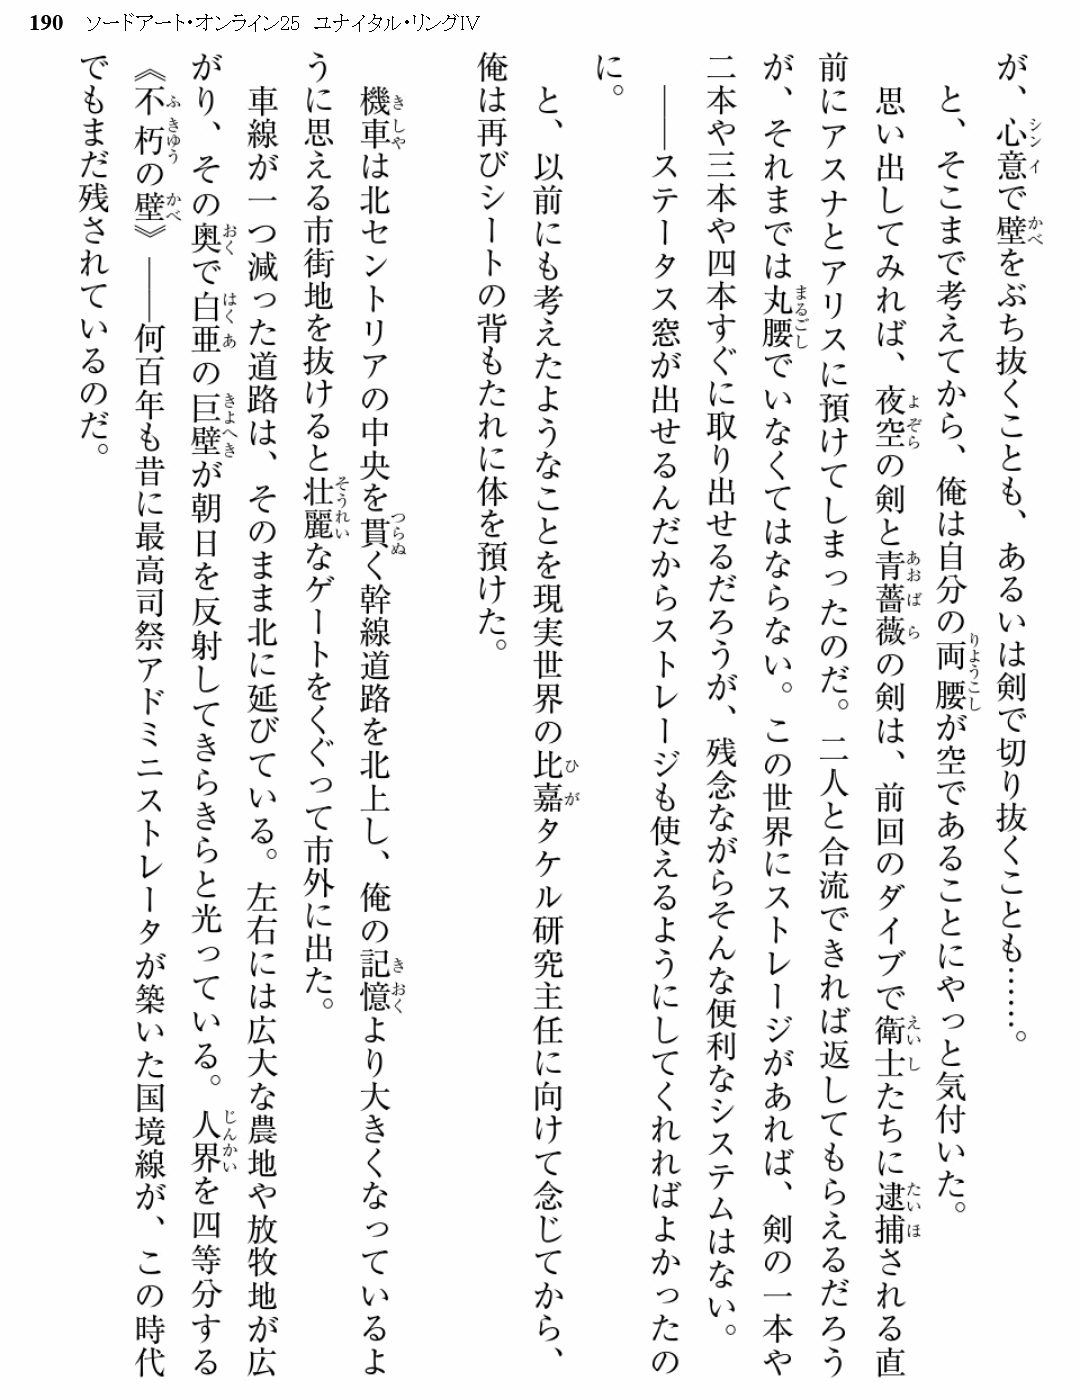 190 ソードアート・オンライン25 ユナイタル・リングⅣ
が、心意で壁をぶち抜くことも、あるいは剣で切り抜くことも……。
と、そこまで考えてから、俺は自分の両腰が空であることにやっと気付いた。
思い出してみれば、夜空の剣と青薔薇の剣は、前回のダイブで衛士たちに逮捕される直
前にアスナとアリスに預けてしまったのだ。二人と合流できれば返してもらえるだろう
が、それまでは丸腰でいなくてはならない。この世界にストレージがあれば、剣の一本や
二本や三本や四本すぐに取り出せるだろうが、残念ながらそんな便利なシステムはない。
――ステータス窓が出せるんだからストレージも使えるようにしてくれればよかったの
に。
と、以前にも考えたようなことを現実世界の比嘉タケル研究主任に向けて念じてから、
俺は再びシートの背もたれに体を預けた。
機車は北セントリアの中央を貫く幹線道路を北上し、俺の記憶より大きくなっているよ
うに思える市街地を抜けると壮麗なゲートをくぐって市外に出た。
車線が一つ減った道路は、そのまま北に延びている。左右には広大な農地や放牧地が広
がり、その奥で白亜の巨壁が朝日を反射してきらきらと光っている。人界を四等分する
《不朽の壁》――何百年も昔に最高司祭アドミニストレータが築いた国境線が、この時代
でもまだ残されているのだ。